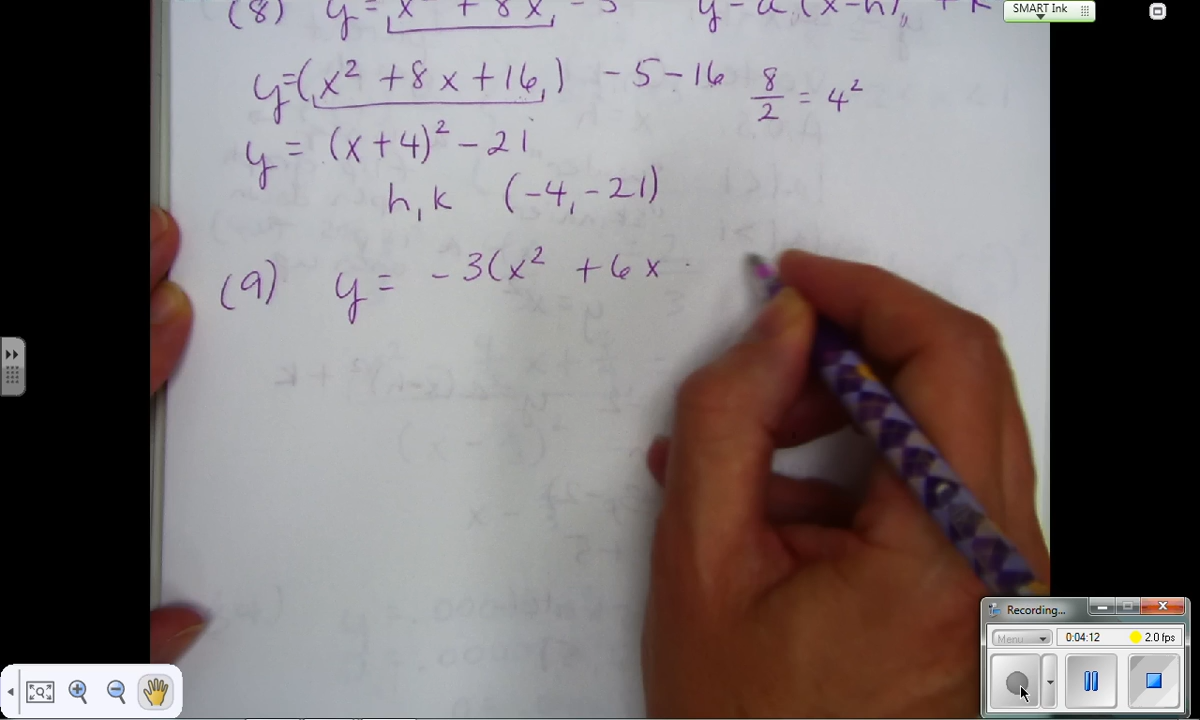 (8) y = x² + 8x - 5 y = a(x-h)² + k
y=(x² +8x+16) -5-16 8/2 = 4²
y = (x+4)² -21
h, k (-4,-21)
(9) y = -3(x² +6x
SMART Ink
Recording...
Menu 0:04:12 2.0 fps